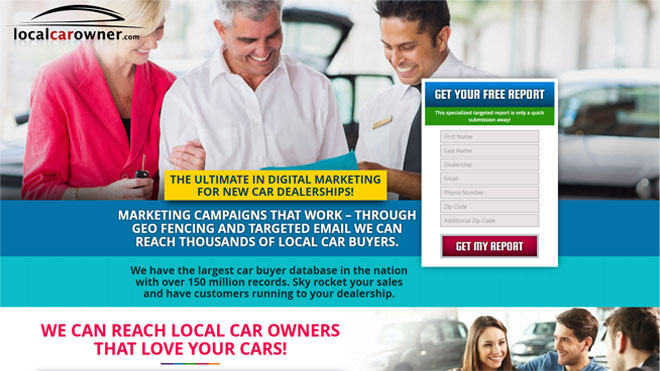 localcarowner.com
GET YOUR FREE REPORT
This specialized targeted report is only a quick
submission away!
First Name
Last Name
Dealership
Email
Phone Number
Zip Code
Additional Zip Code
GET MY REPORT
THE ULTIMATE IN DIGITAL MARKETING
FOR NEW CAR DEALERSHIPS!
MARKETING CAMPAIGNS THAT WORK – THROUGH
GEO FENCING AND TARGETED EMAIL WE CAN
REACH THOUSANDS OF LOCAL CAR BUYERS.
We have the largest car buyer database in the nation
with over 150 million records. Sky rocket your sales
and have customers running to your dealership.
WE CAN REACH LOCAL CAR OWNERS
THAT LOVE YOUR CARS!